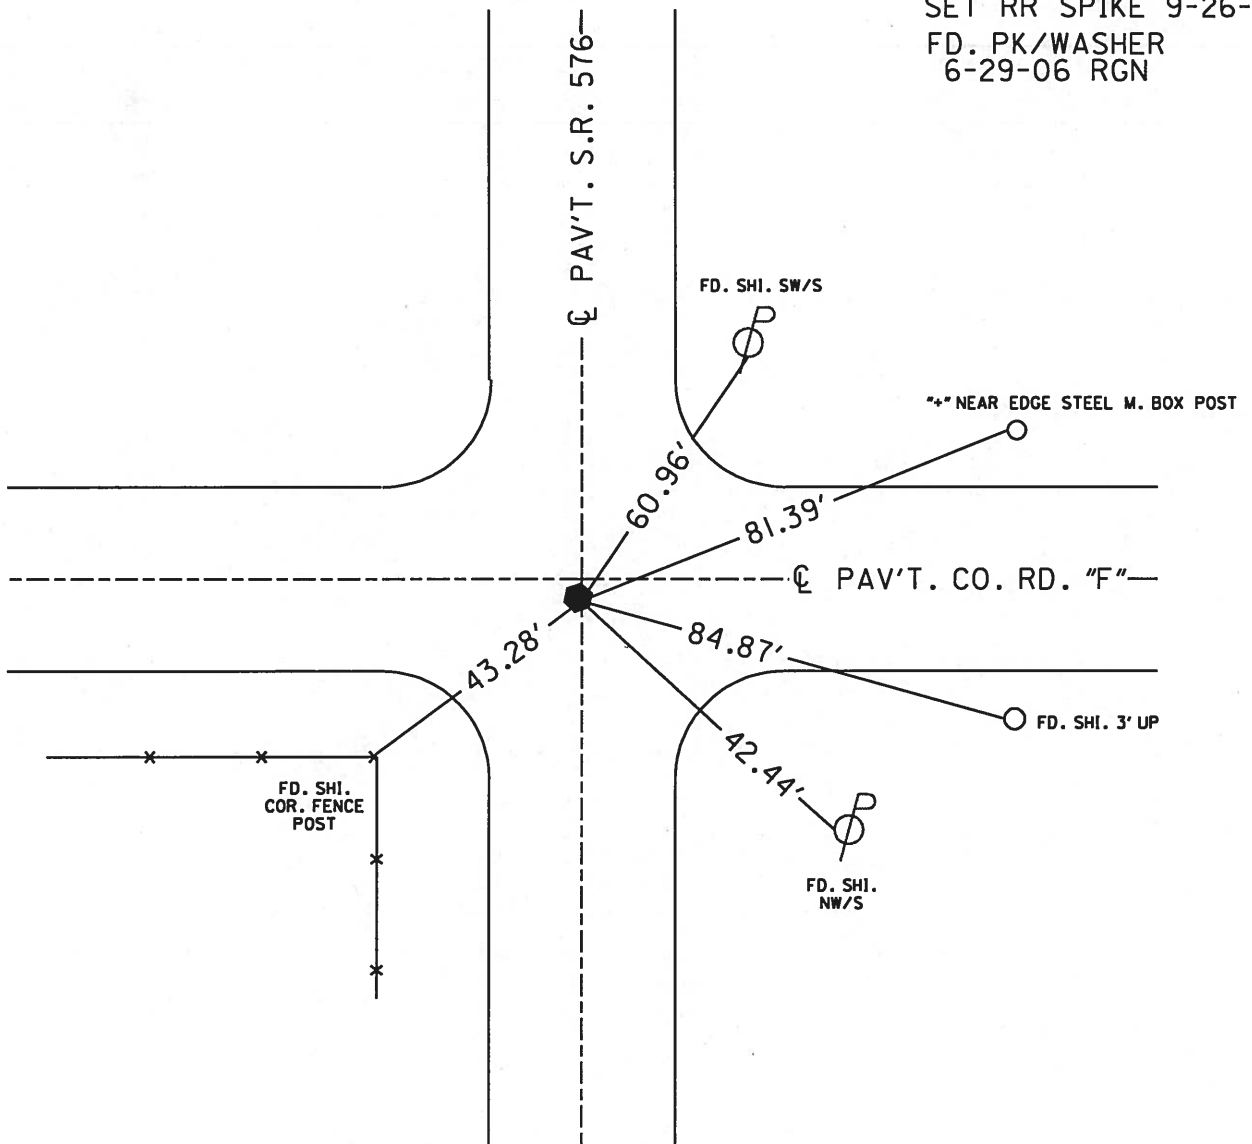 SET RR SPIKE 9-26-
FD. PK/WASHER
6-29-06 RGN
℄ PAV'T. S.R. 576
FD. SHI. SW/S
"+" NEAR EDGE STEEL M. BOX POST
60.96'
81.39'
℄ PAV'T. CO. RD. "F"
43.28'
84.87'
FD. SHI. 3' UP
42.44'
FD. SHI.
COR. FENCE
POST
FD. SHI.
NW/S